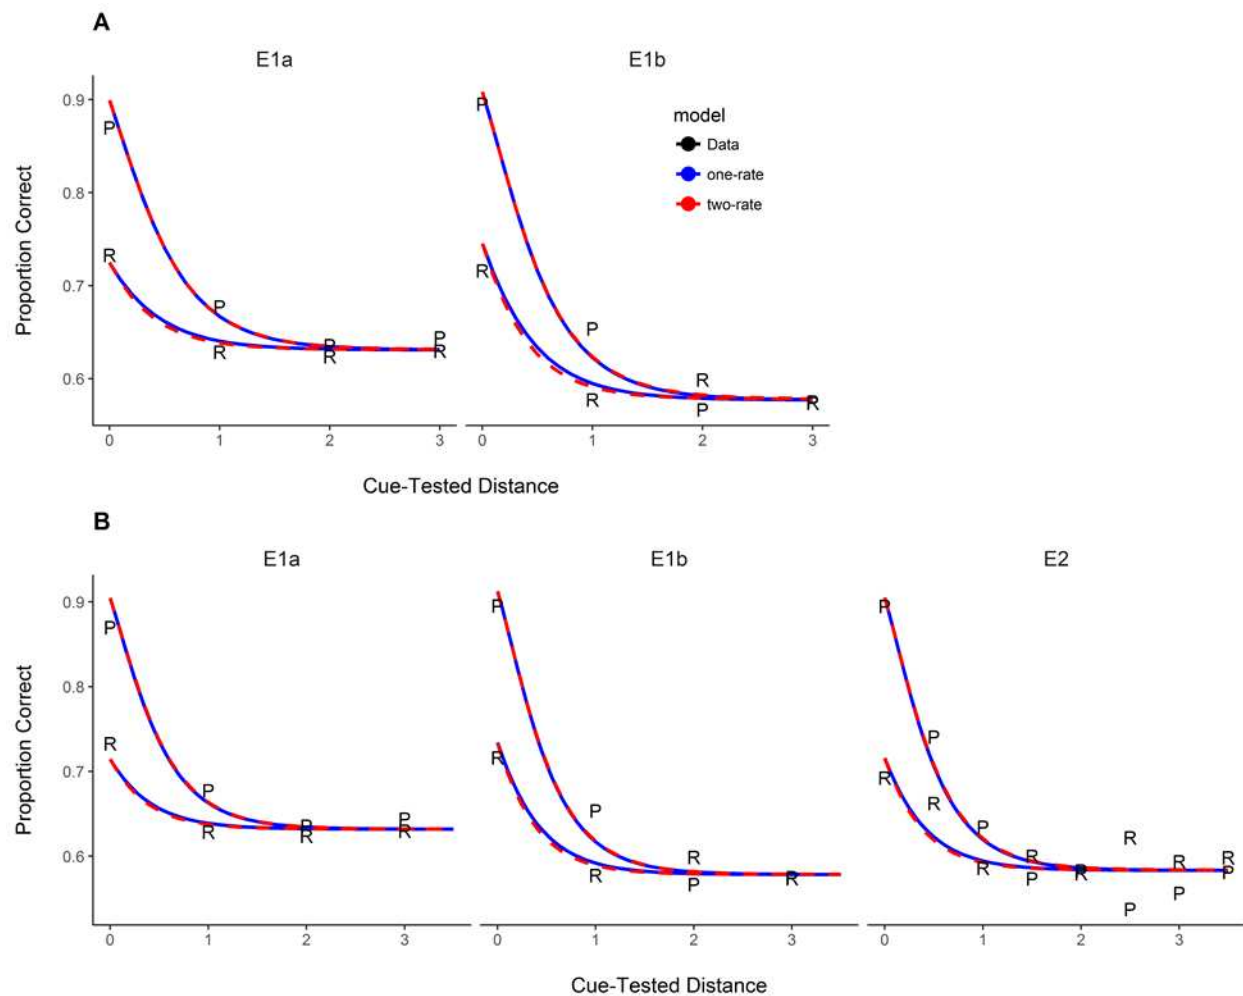 A
E1a
E1b
0.9
0.8
0.7
0.6
Proportion Correct
P
R
P
R
P
R
P
R
P
R
P
R
R
P
P
R
model
Data
one-rate
two-rate
0 1 2 3
0 1 2 3
Cue-Tested Distance
B
E1a
E1b
E2
0.9
0.8
0.7
0.6
Proportion Correct
P
R
P
R
P
R
P
R
P
R
P
R
R
P
P
R
P
R
P
R
P
R
R
P
P
R
R
P
R
P
R
P
0 1 2 3
0 1 2 3
0 1 2 3
Cue-Tested Distance